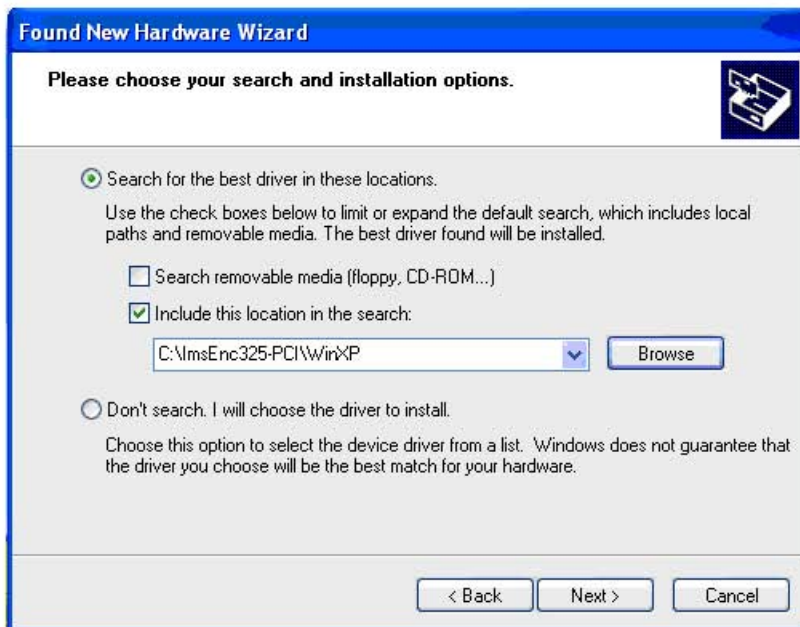 Found New Hardware Wizard
Please choose your search and installation options.
Search for the best driver in these locations.
Use the check boxes below to limit or expand the default search, which includes local
paths and removable media. The best driver found will be installed.
Search removable media (floppy, CD-ROM...)
Include this location in the search:
C:\ImsEnc325-PCI\WinXP
Browse
Don't search. I will choose the driver to install.
Choose this option to select the device driver from a list. Windows does not guarantee that
the driver you choose will be the best match for your hardware.
< Back
Next >
Cancel